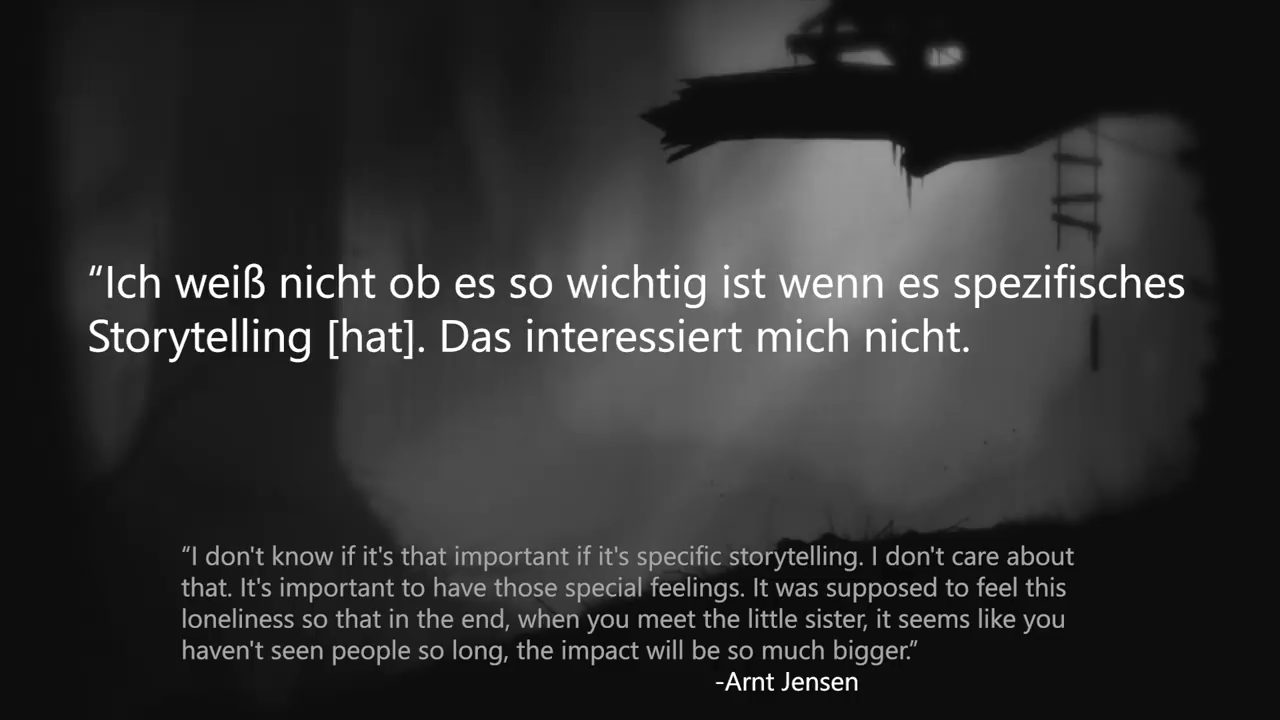 “Ich weiß nicht ob es so wichtig ist wenn es spezifisches
Storytelling [hat]. Das interessiert mich nicht.
“I don't know if it's that important if it's specific storytelling. I don't care about
that. It's important to have those special feelings. It was supposed to feel this
loneliness so that in the end, when you meet the little sister, it seems like you
haven't seen people so long, the impact will be so much bigger.”
-Arnt Jensen